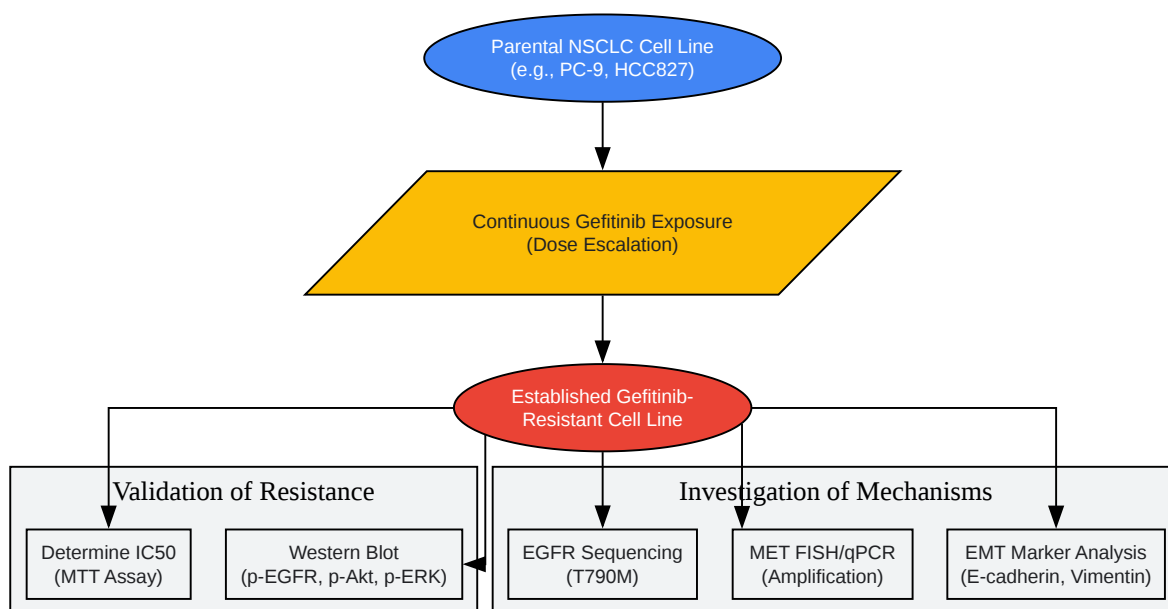 Parental NSCLC Cell Line
(e.g., PC-9, HCC827)
Continuous Gefitinib Exposure
(Dose Escalation)
Established Gefitinib-
Resistant Cell Line
Validation of Resistance
Determine IC50
(MTT Assay)
Western Blot
(p-EGFR, p-Akt, p-ERK)
Investigation of Mechanisms
EGFR Sequencing
(T790M)
MET FISH/qPCR
(Amplification)
EMT Marker Analysis
(E-cadherin, Vimentin)